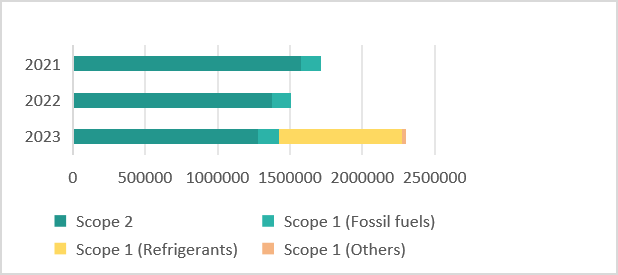 2021
2022
2023
0 500000 1000000 1500000 2000000 2500000
Scope 2 Scope 1 (Fossil fuels)
Scope 1 (Refrigerants) Scope 1 (Others)